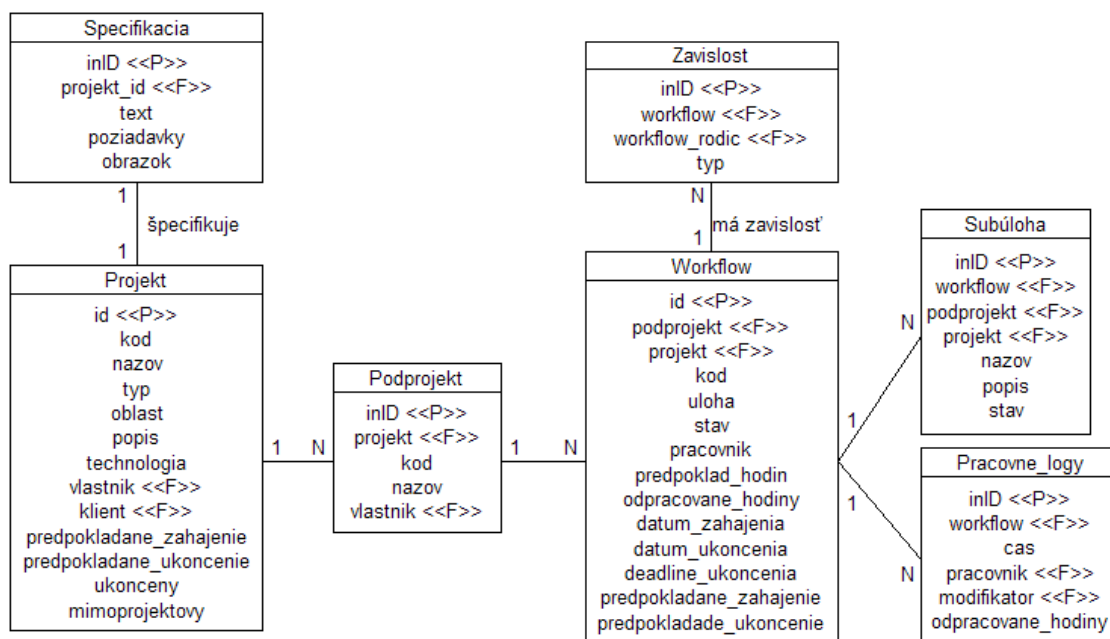 Specifikacia
inID <<P>>
projekt_id <<F>>
text
poziadavky
obrazok
1
špecifikuje
1
Projekt
id <<P>>
kod
nazov
typ
oblast
popis
technologia
vlastnik <<F>>
klient <<F>>
predpokladane_zahajenie
predpokladane_ukoncenie
ukonceny
mimoprojektovy
1
N
Podprojekt
inID <<P>>
projekt <<F>>
kod
nazov
vlastnik <<F>>
1
N
Zavislost
inID <<P>>
workflow <<F>>
workflow_rodic <<F>>
typ
N
má zavislosť
1
Workflow
id <<P>>
podprojekt <<F>>
projekt <<F>>
kod
uloha
stav
pracovnik
predpoklad_hodin
odpracovane_hodiny
datum_zahajenia
datum_ukoncenia
deadline_ukoncenia
predpokladane_zahajenie
predpokladade_ukoncenie
N
1
Subúloha
inID <<P>>
workflow <<F>>
podprojekt <<F>>
projekt <<F>>
nazov
popis
stav
1
N
Pracovne_logy
inID <<P>>
workflow <<F>>
cas
pracovnik <<F>>
modifikator <<F>>
odpracovane_hodiny